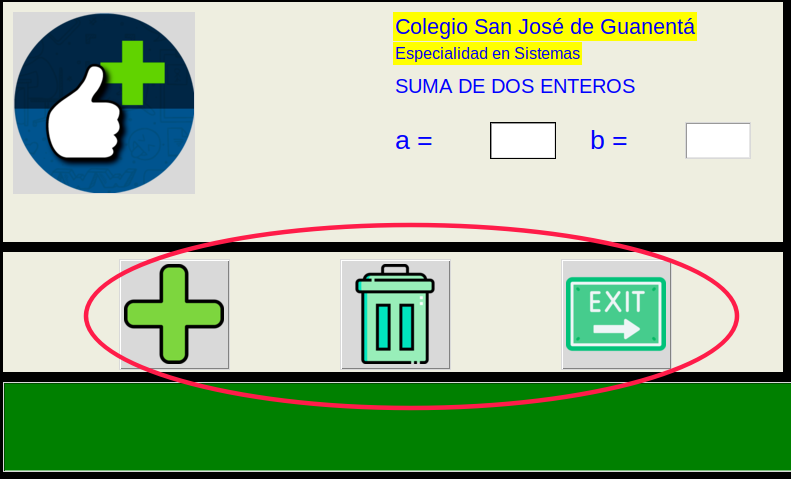 Colegio San José de Guanentá
Especialidad en Sistemas
SUMA DE DOS ENTEROS
a = b =
EXIT